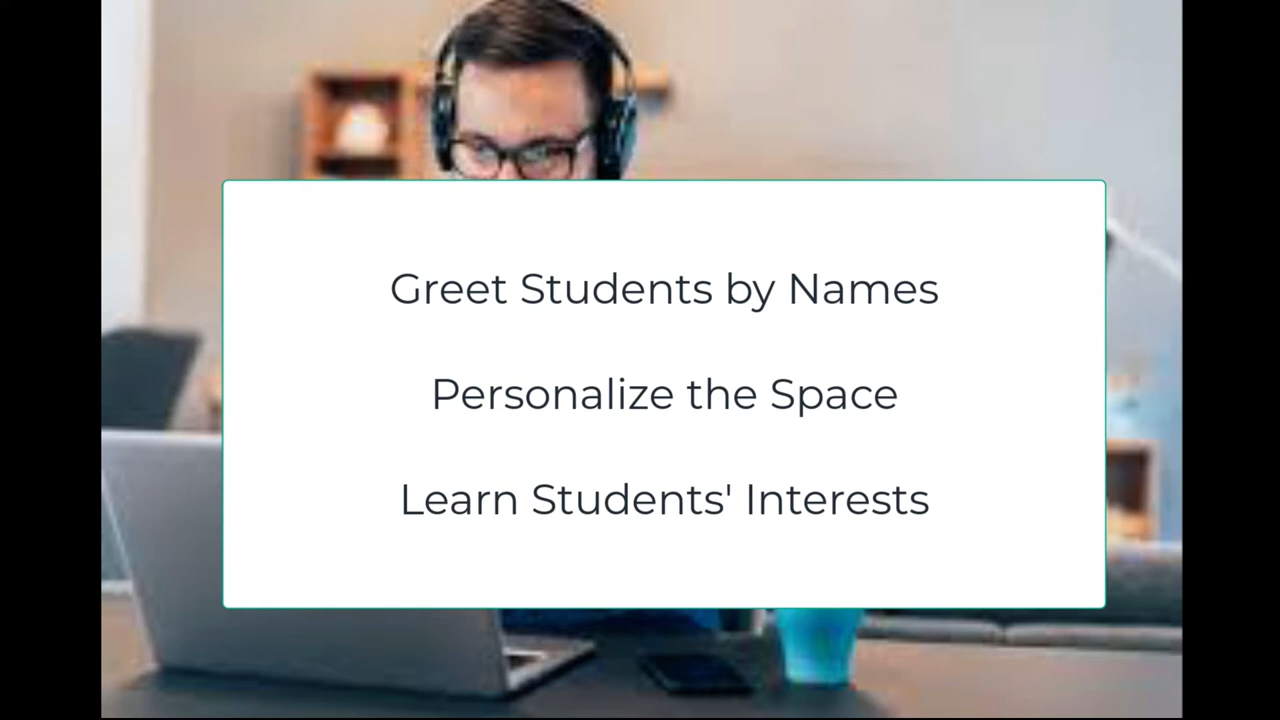 Greet Students by Names
Personalize the Space
Learn Students' Interests